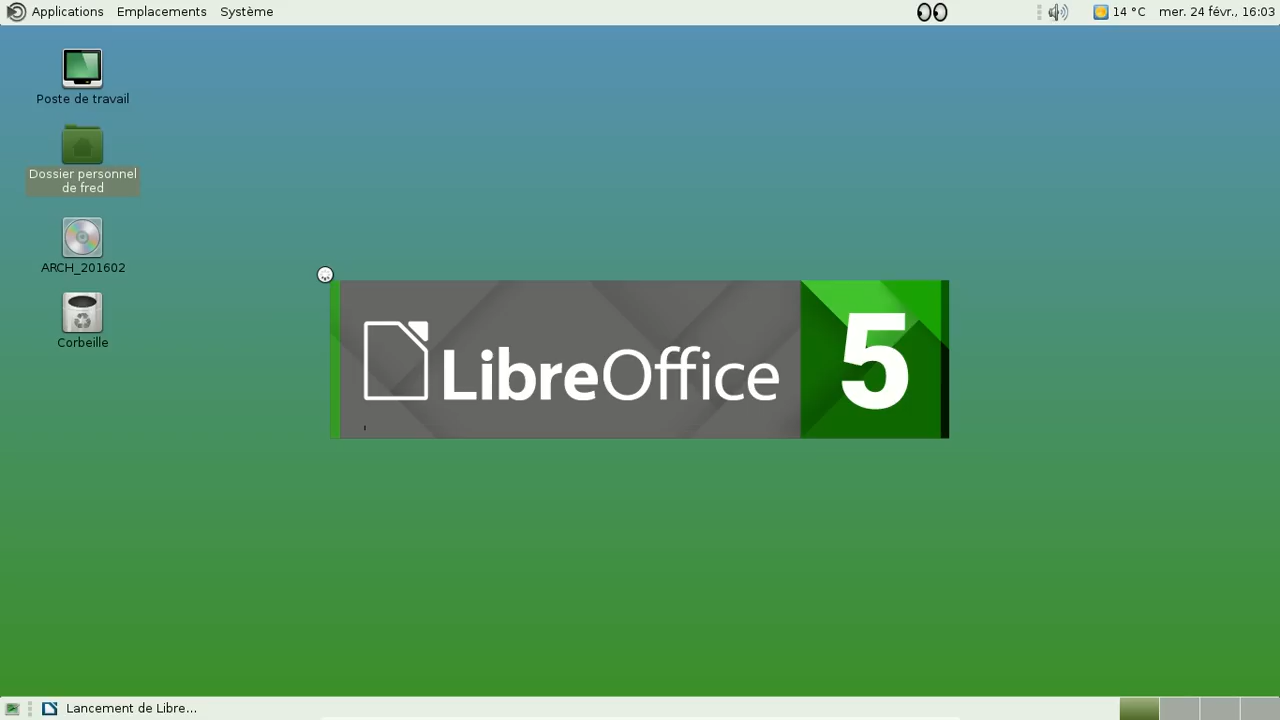 Applications Emplacements Système 14 °C mer. 24 févr., 16:03
Poste de travail
Dossier personnel
de fred
ARCH_201602
Corbeille
LibreOffice 5
Lancement de Libre...